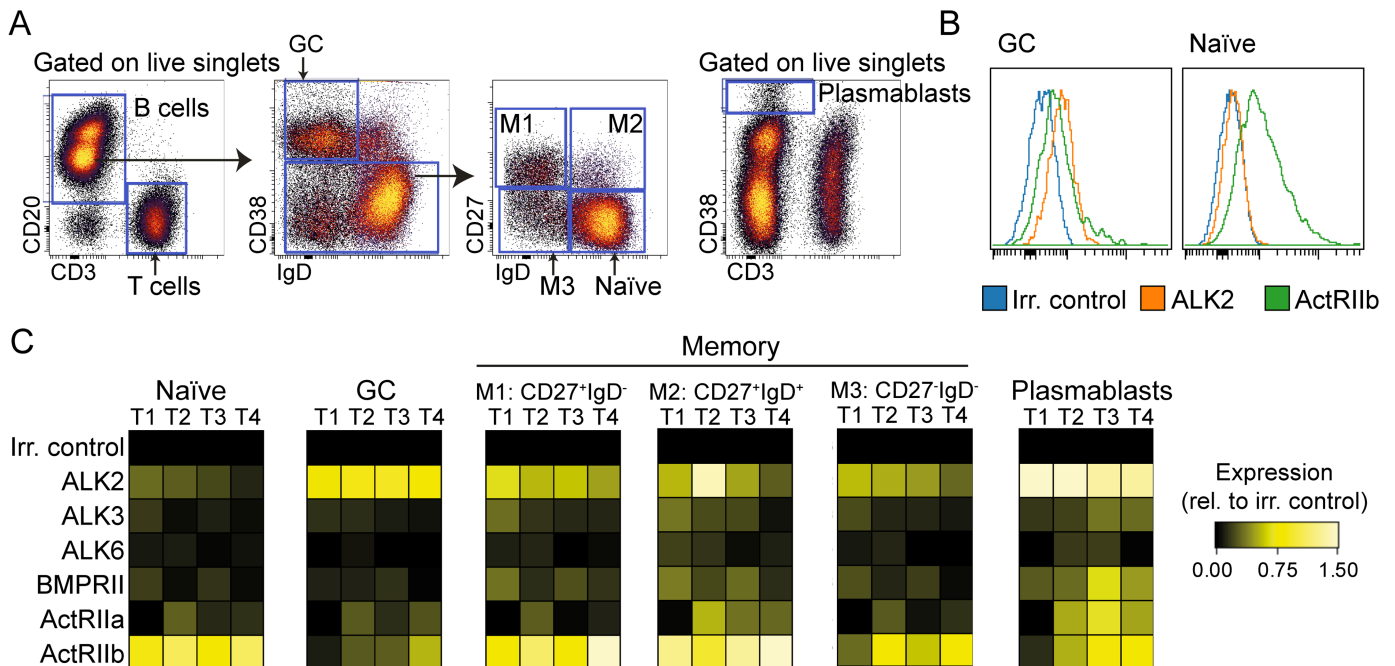 A
B
GC
Gated on live singlets
B cells
CD20
CD3
T cells
CD38
IgD
M1
M2
CD27
IgD
M3
Naïve
Gated on live singlets
Plasmablasts
CD38
CD3
GC
Naïve
Irr. control
ALK2
ActRIIb
C
Memory
Naïve
GC
M1: CD27⁺IgD⁻
M2: CD27⁺IgD⁺
M3: CD27⁻IgD⁻
Plasmablasts
T1 T2 T3 T4
T1 T2 T3 T4
T1 T2 T3 T4
T1 T2 T3 T4
T1 T2 T3 T4
T1 T2 T3 T4
Irr. control
ALK2
ALK3
ALK6
BMPRII
ActRIIa
ActRIIb
Expression
(rel. to irr. control)
0.00 0.75 1.50